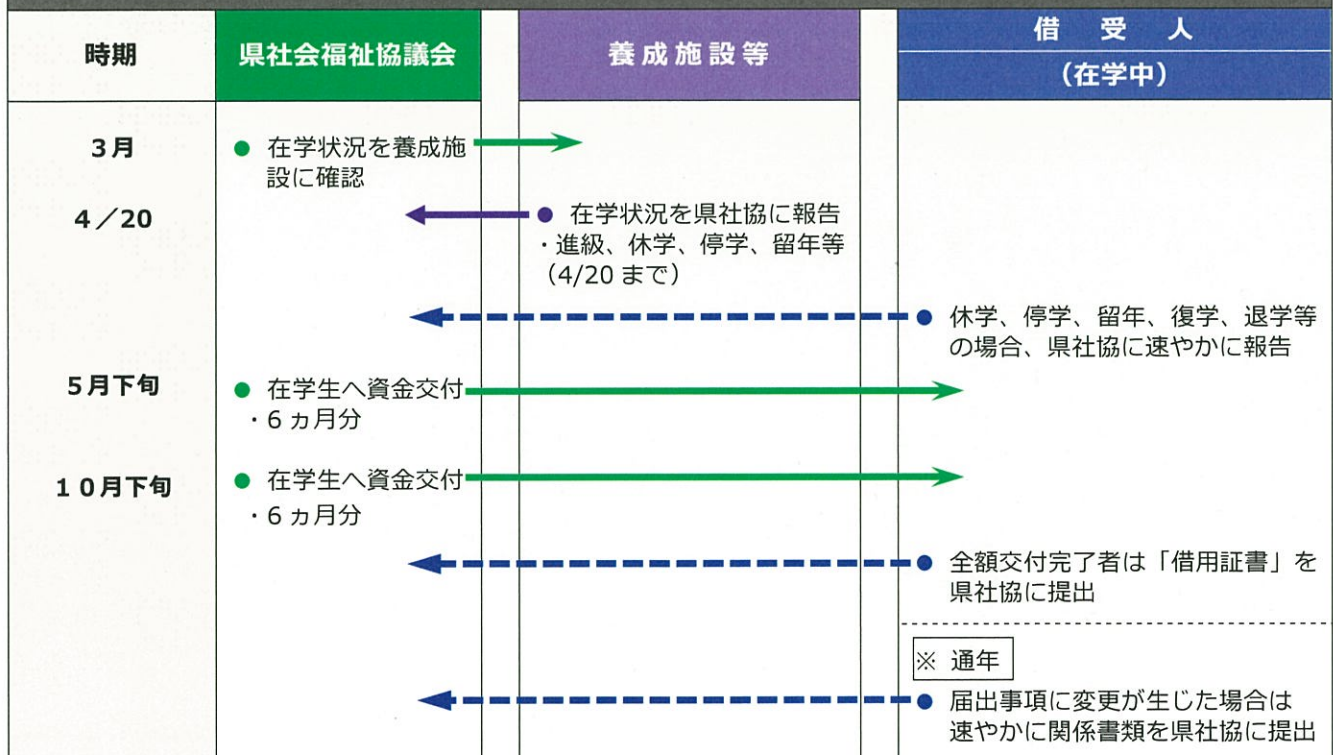 時期
県社会福祉協議会
養成施設等
借受人
（在学中）
3月
● 在学状況を養成施
設に確認
4／20
● 在学状況を県社協に報告
・進級、休学、停学、留年等
（4/20 まで）
● 休学、停学、留年、復学、退学等
の場合、県社協に速やかに報告
5月下旬
● 在学生へ資金交付
・6 ヵ月分
１０月下旬
● 在学生へ資金交付
・6 ヵ月分
● 全額交付完了者は「借用証書」を
県社協に提出
※ 通年
● 届出事項に変更が生じた場合は
速やかに関係書類を県社協に提出